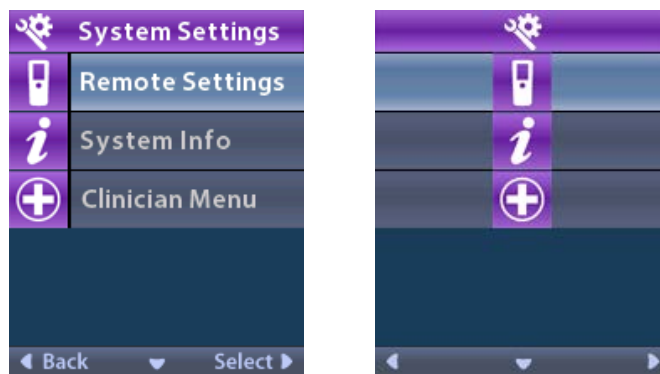 System Settings
Remote Settings
System Info
Clinician Menu
Back Select